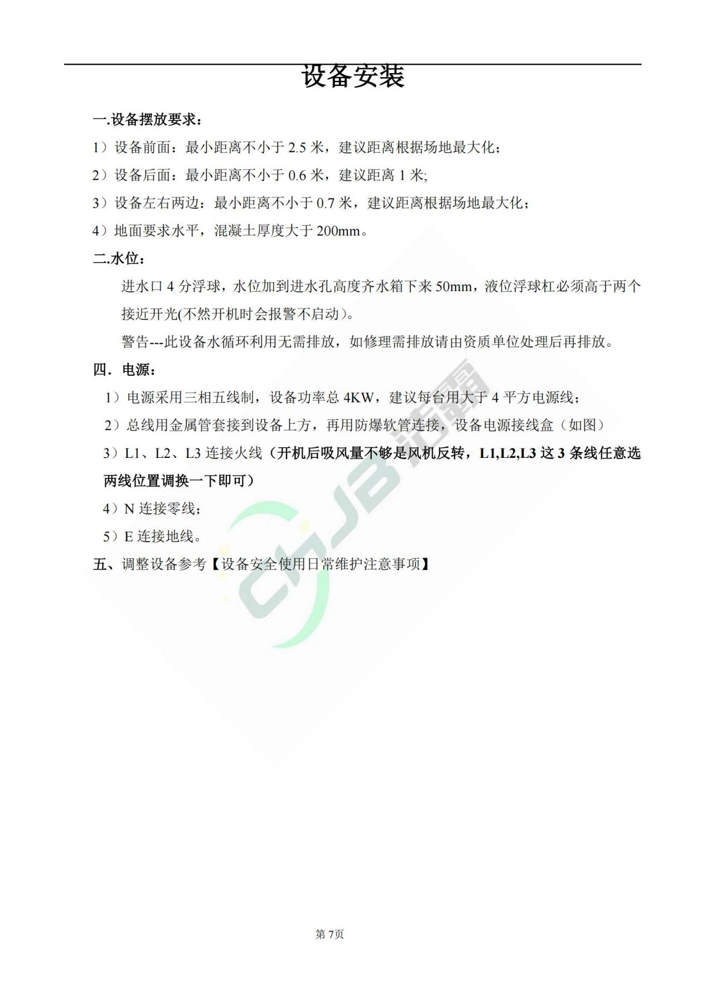 设备安装
一.设备摆放要求：
1）设备前面：最小距离不小于 2.5 米，建议距离根据场地最大化；
2）设备后面：最小距离不小于 0.6 米，建议距离 1 米;
3）设备左右两边：最小距离不小于 0.7 米，建议距离根据场地最大化；
4）地面要求水平，混凝土厚度大于 200mm。
二.水位：
进水口 4 分浮球，水位加到进水孔高度齐水箱下来 50mm，液位浮球杠必须高于两个
接近开光(不然开机时会报警不启动）。
警告---此设备水循环利用无需排放，如修理需排放请由资质单位处理后再排放。
四．电源：
1）电源采用三相五线制，设备功率总 4KW，建议每台用大于 4 平方电源线；
2）总线用金属管套接到设备上方，再用防爆软管连接，设备电源接线盒（如图）
3）L1、L2、L3 连接火线（开机后吸风量不够是风机反转，L1,L2,L3 这 3 条线任意选
两线位置调换一下即可）
4）N 连接零线；
5）E 连接地线。
五、调整设备参考【设备安全使用日常维护注意事项】
CHJB 洁霸
第 7页